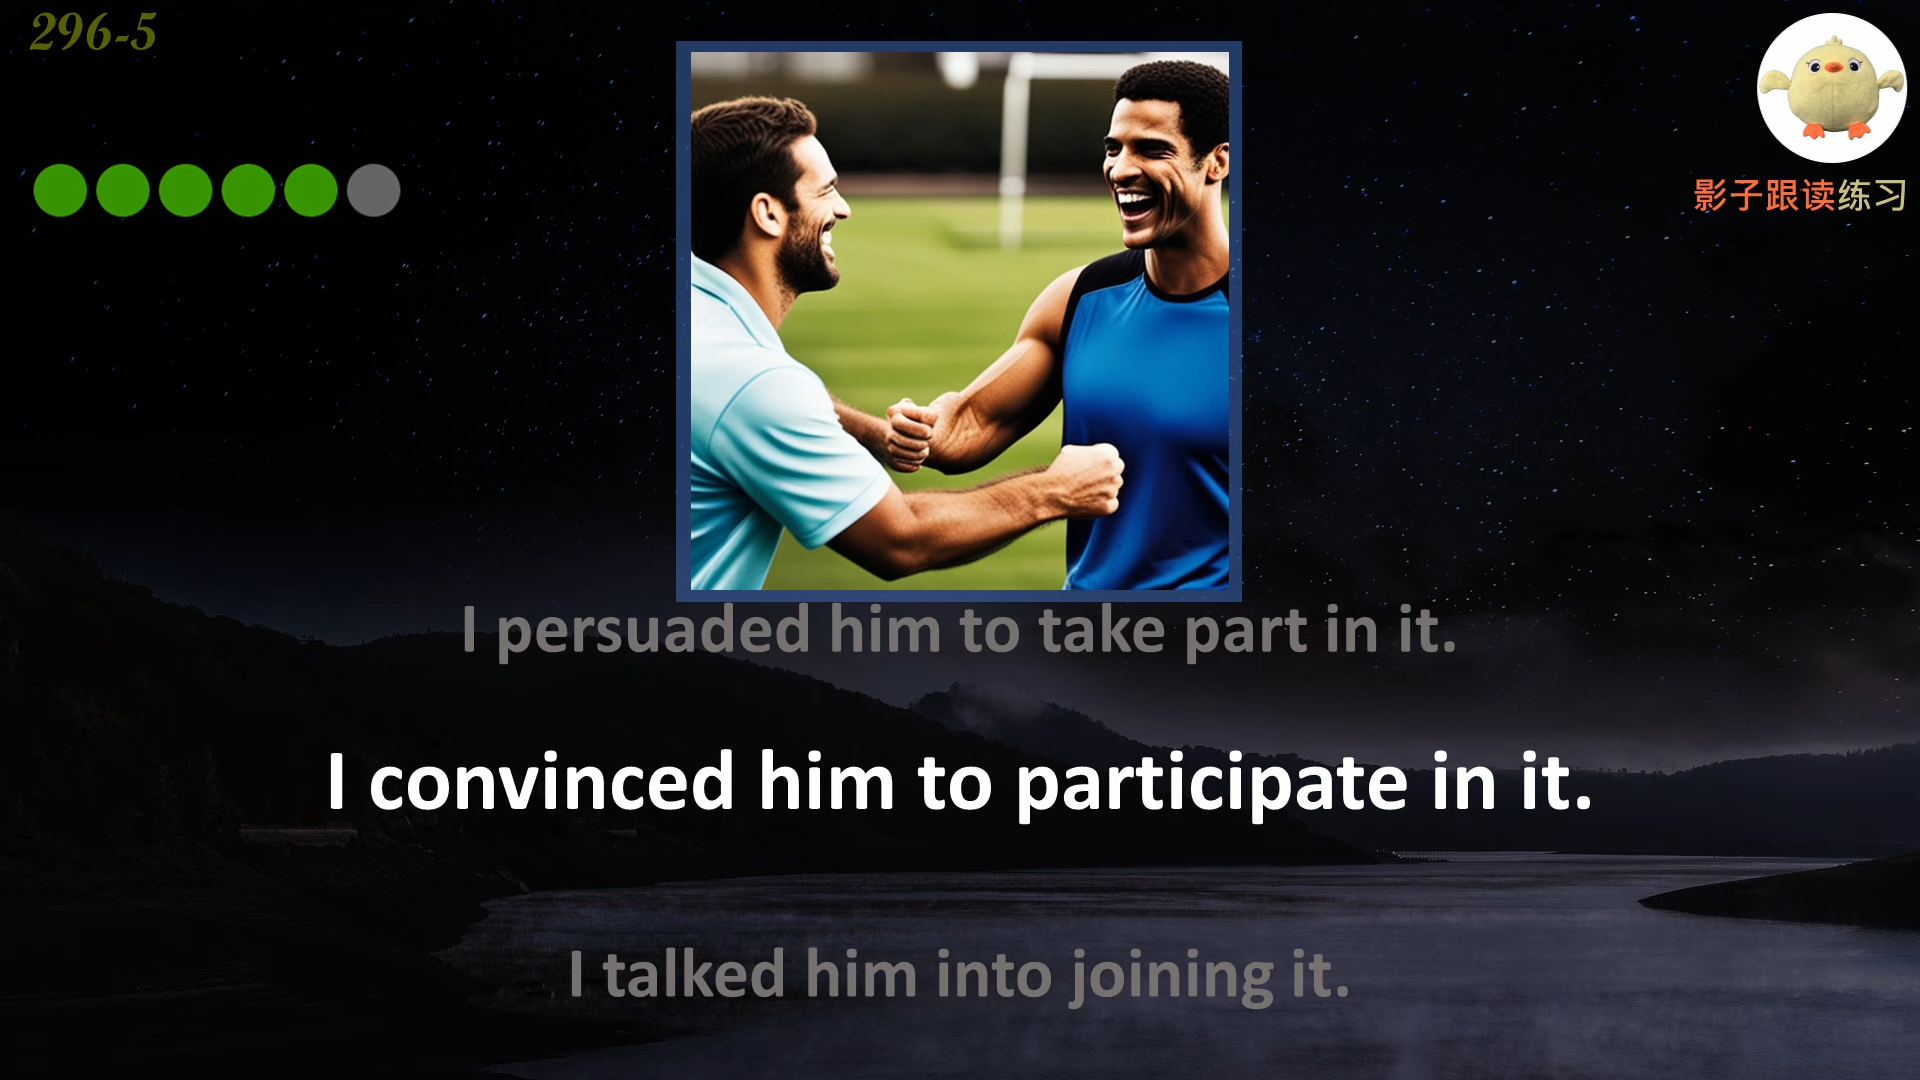 296-5
影子跟读练习
I persuaded him to take part in it.
I convinced him to participate in it.
I talked him into joining it.